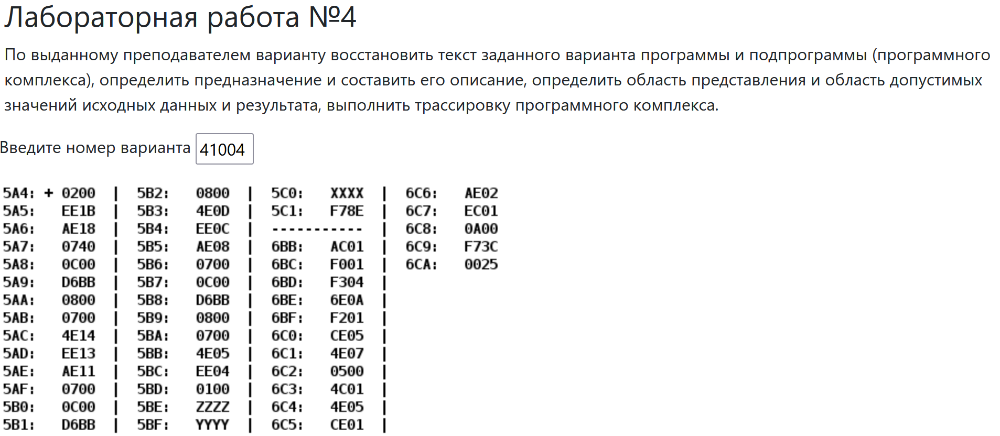 Лабораторная работа №4
По выданному преподавателем варианту восстановить текст заданного варианта программы и подпрограммы (программного
комплекса), определить предназначение и составить его описание, определить область представления и область допустимых
значений исходных данных и результата, выполнить трассировку программного комплекса.
Введите номер варианта 41004
5A4: + 0200 | 5B2: 0800 | 5C0: XXXX | 6C6: AE02
5A5: EE1B | 5B3: 4E0D | 5C1: F78E | 6C7: EC01
5A6: AE18 | 5B4: EE0C | ----------- | 6C8: 0A00
5A7: 0740 | 5B5: AE08 | 6BB: AC01 | 6C9: F73C
5A8: 0C00 | 5B6: 0700 | 6BC: F001 | 6CA: 0025
5A9: D6BB | 5B7: 0C00 | 6BD: F304 |
5AA: 0800 | 5B8: D6BB | 6BE: 6E0A |
5AB: 0700 | 5B9: 0800 | 6BF: F201 |
5AC: 4E14 | 5BA: 0700 | 6C0: CE05 |
5AD: EE13 | 5BB: 4E05 | 6C1: 4E07 |
5AE: AE11 | 5BC: EE04 | 6C2: 0500 |
5AF: 0700 | 5BD: 0100 | 6C3: 4C01 |
5B0: 0C00 | 5BE: ZZZZ | 6C4: 4E05 |
5B1: D6BB | 5BF: YYYY | 6C5: CE01 |